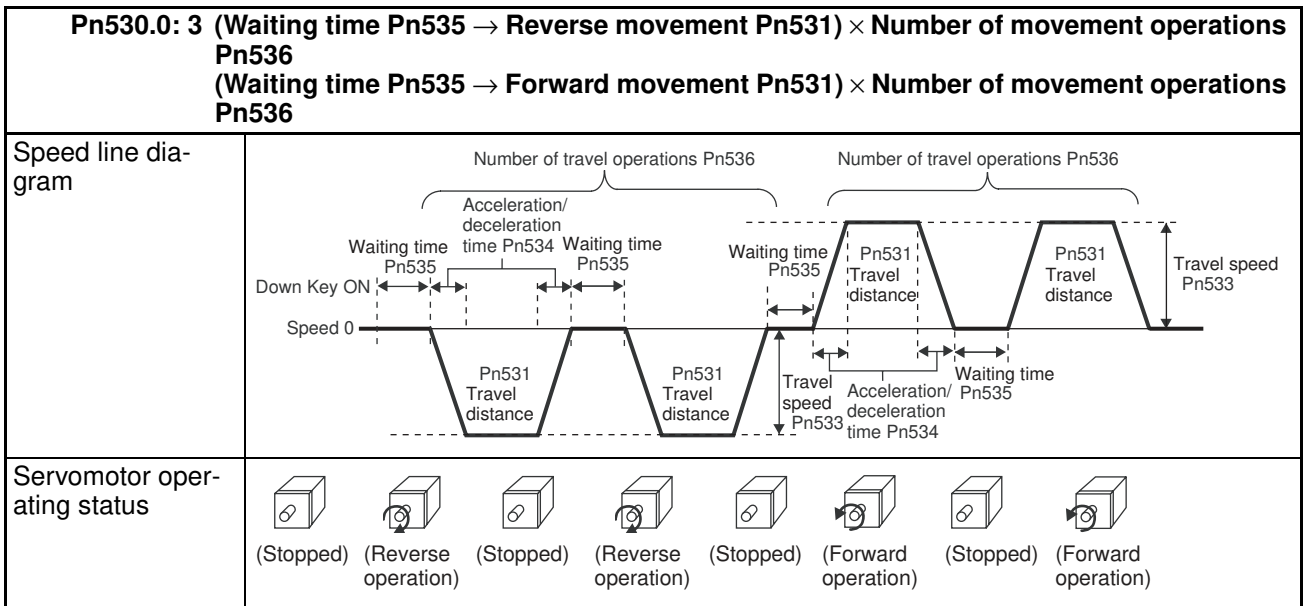 Pn530.0: 3 (Waiting time Pn535 → Reverse movement Pn531) × Number of movement operations
Pn536
(Waiting time Pn535 → Forward movement Pn531) × Number of movement operations
Pn536
Speed line dia-
gram
Number of travel operations Pn536
Number of travel operations Pn536
Acceleration/
deceleration
time Pn534
Waiting time
Pn535
Waiting time
Pn535
Waiting time
Pn535
Pn531
Travel
distance
Pn531
Travel
distance
Travel speed
Pn533
Down Key ON
Speed 0
Pn531
Travel
distance
Pn531
Travel
distance
Travel
speed
Pn533
Acceleration/
deceleration
time Pn534
Waiting time
Pn535
Servomotor oper-
ating status
(Stopped)
(Reverse
operation)
(Stopped)
(Reverse
operation)
(Stopped)
(Forward
operation)
(Stopped)
(Forward
operation)